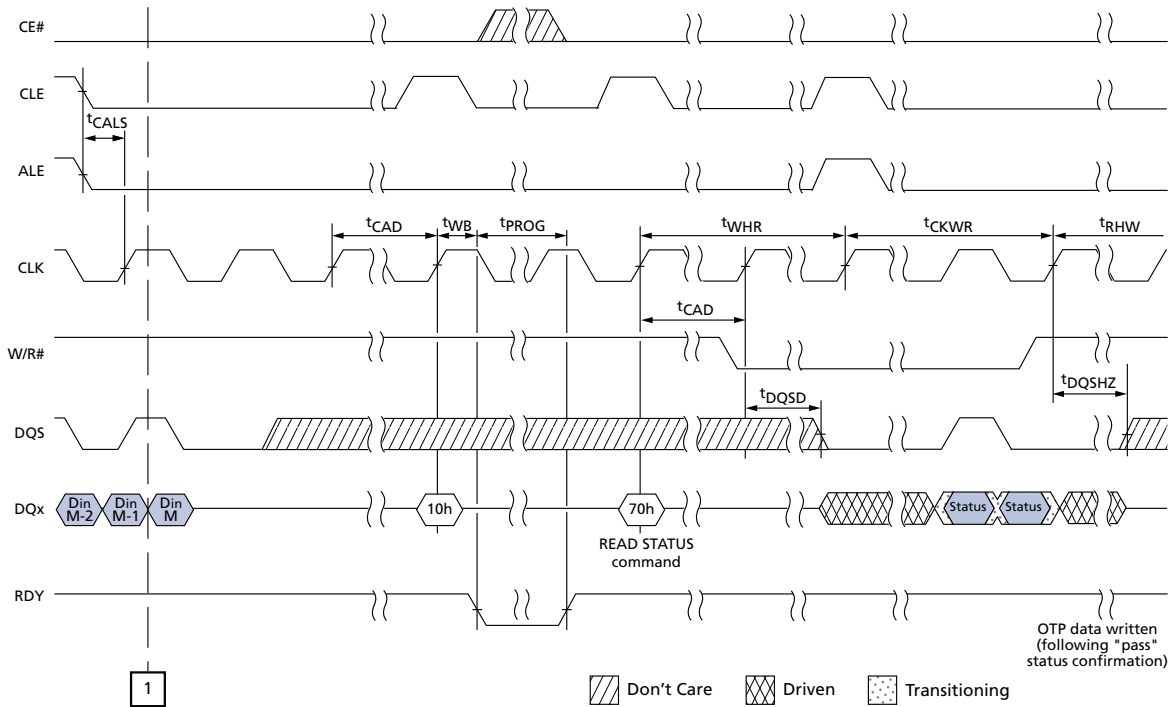 CE#
CLE
tCALS
ALE
tCAD
tWB
tPROG
tWHR
tCKWR
tRHW
CLK
tCAD
W/R#
tDQSD
tDQSHZ
DQS
DQx
Din
M-2
Din
M-1
Din
M
10h
70h
Status
Status
READ STATUS
command
RDY
OTP data written
(following "pass"
status confirmation)
1
Don't Care
Driven
Transitioning